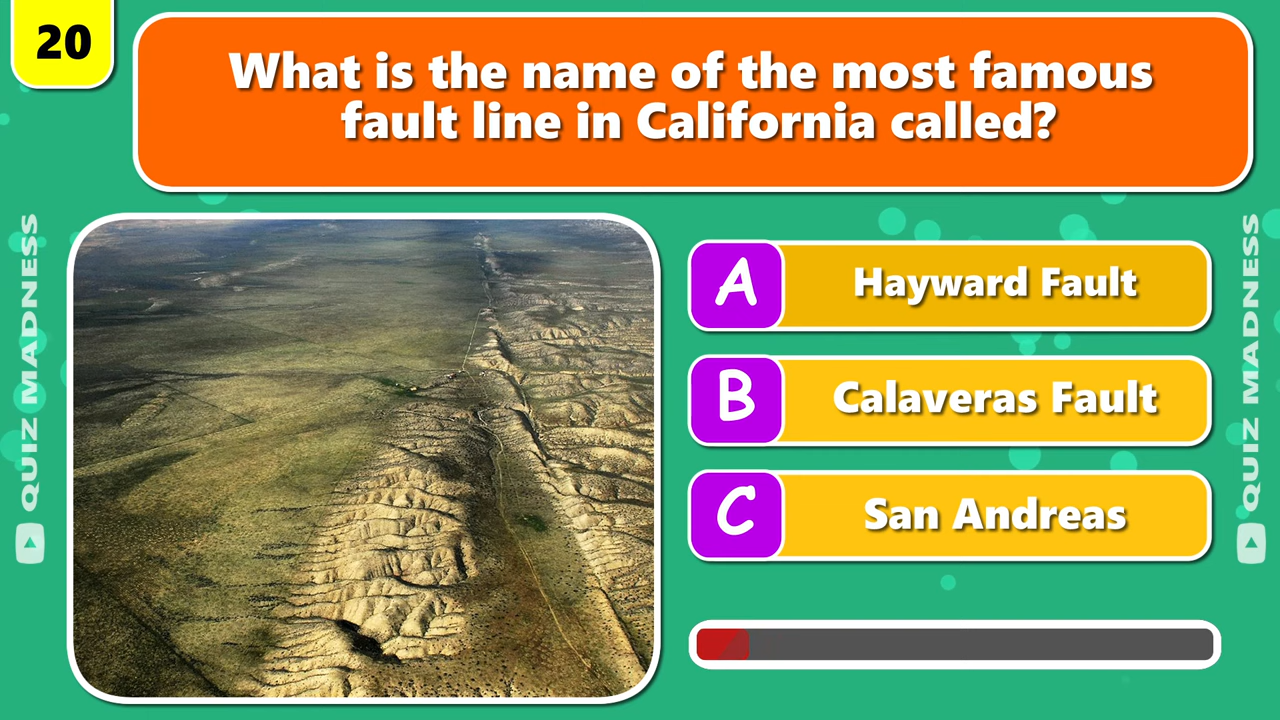 20
What is the name of the most famous
fault line in California called?
QUIZ MADNESS
A
Hayward Fault
B
Calaveras Fault
C
San Andreas
QUIZ MADNESS